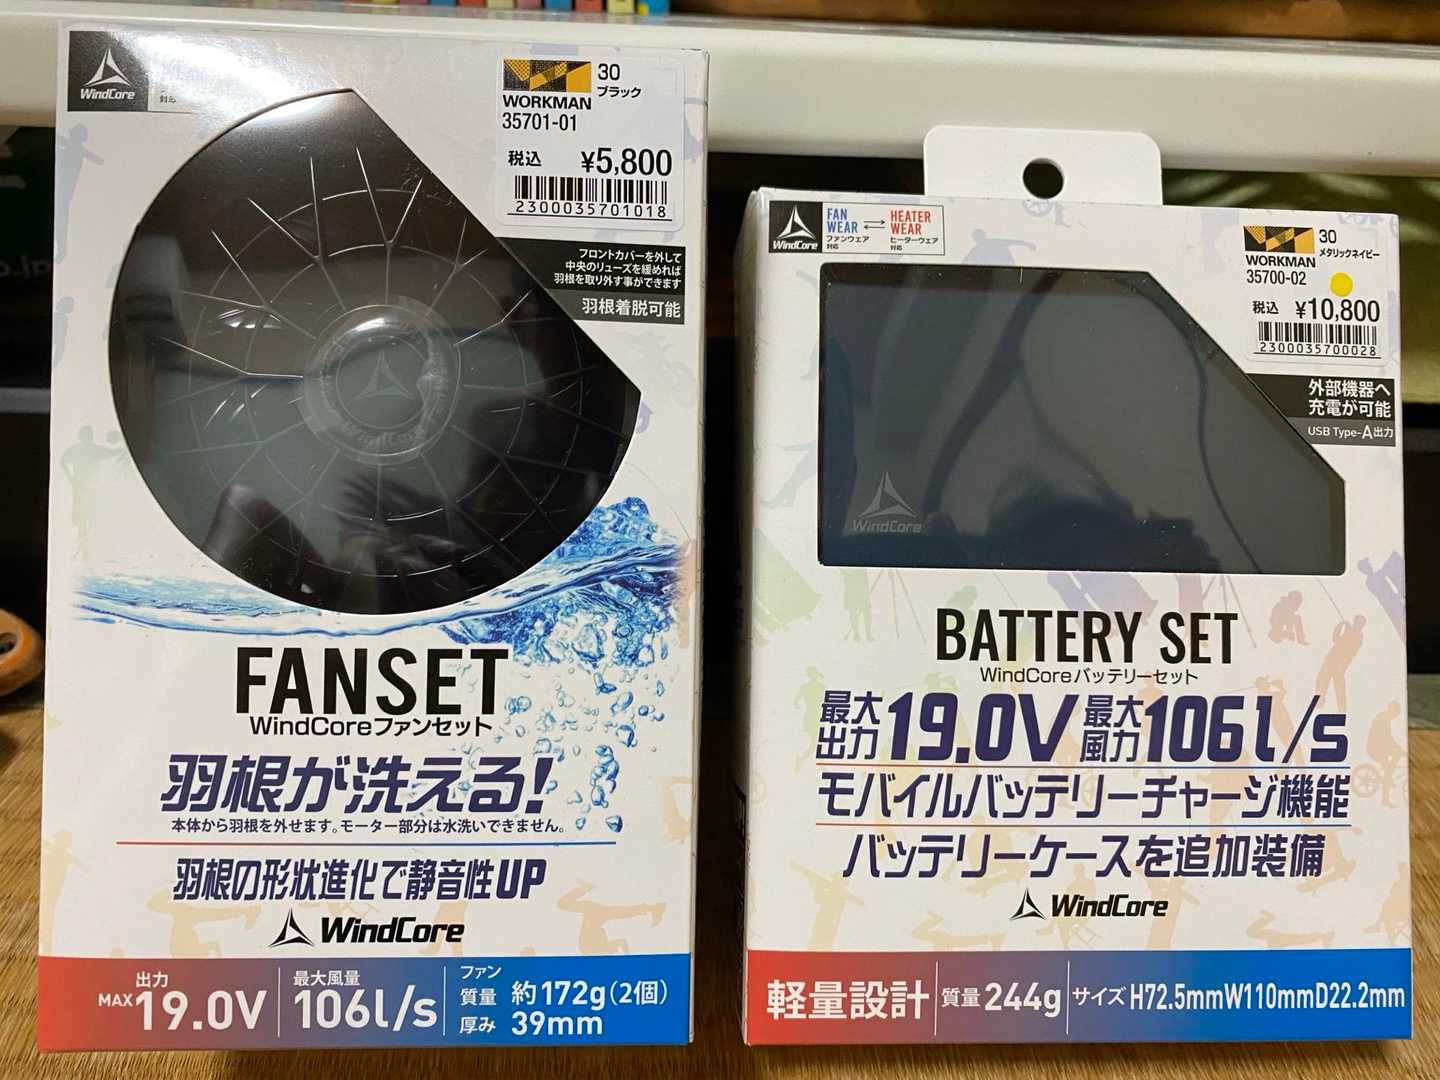 WindCore
対応
WORKMAN
30
ブラック
35701-01
税込 ¥5,800
2300035701018
フロントカバーを外して
中央のリューズを緩めれば
羽根を取り外す事ができます
羽根着脱可能
WindCore
FANSET
WindCoreファンセット
羽根が洗える!
本体から羽根を外せます。モーター部分は水洗いできません。
羽根の形状進化で静音性UP
WindCore
出力
MAX19.0V
最大風量
106l/s
ファン
質量 約172g(2個)
厚み 39mm
WindCore
FAN WEAR
ファンウェア
対応
HEATER WEAR
ヒーターウェア
対応
WORKMAN
30
メタリックネイビー
35700-02
税込 ¥10,800
2300035700028
外部機器へ
充電が可能
USB Type-A出力
WindCore
BATTERY SET
WindCoreバッテリーセット
最大出力19.0V 最大風力106l/s
モバイルバッテリーチャージ機能
バッテリーケースを追加装備
WindCore
軽量設計 質量244g サイズ H72.5mmW110mmD22.2mm